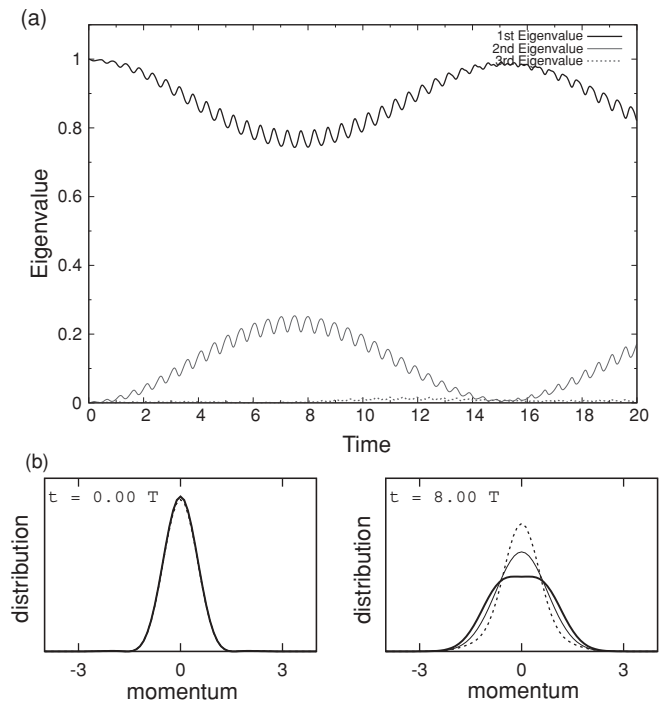 (a)
1
0.8
0.6
0.4
0.2
0
Eigenvalue
1st Eigenvalue
2nd Eigenvalue
3rd Eigenvalue
0 2 4 6 8 10 12 14 16 18 20
Time
(b)
t = 0.00 T
distribution
-3 0 3
momentum
t = 8.00 T
distribution
-3 0 3
momentum